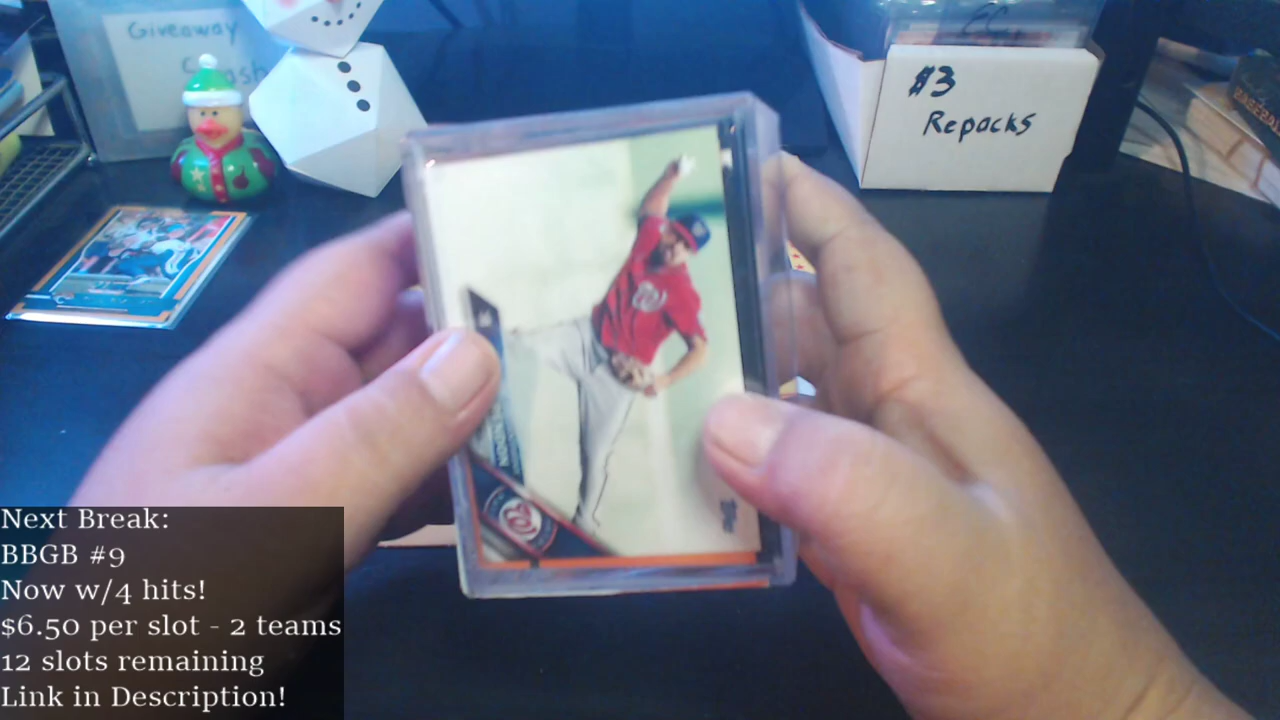 Giveaway
$3
Repacks
W
W
Topps
Next Break:
BBGB #9
Now w/4 hits!
$6.50 per slot - 2 teams
12 slots remaining
Link in Description!